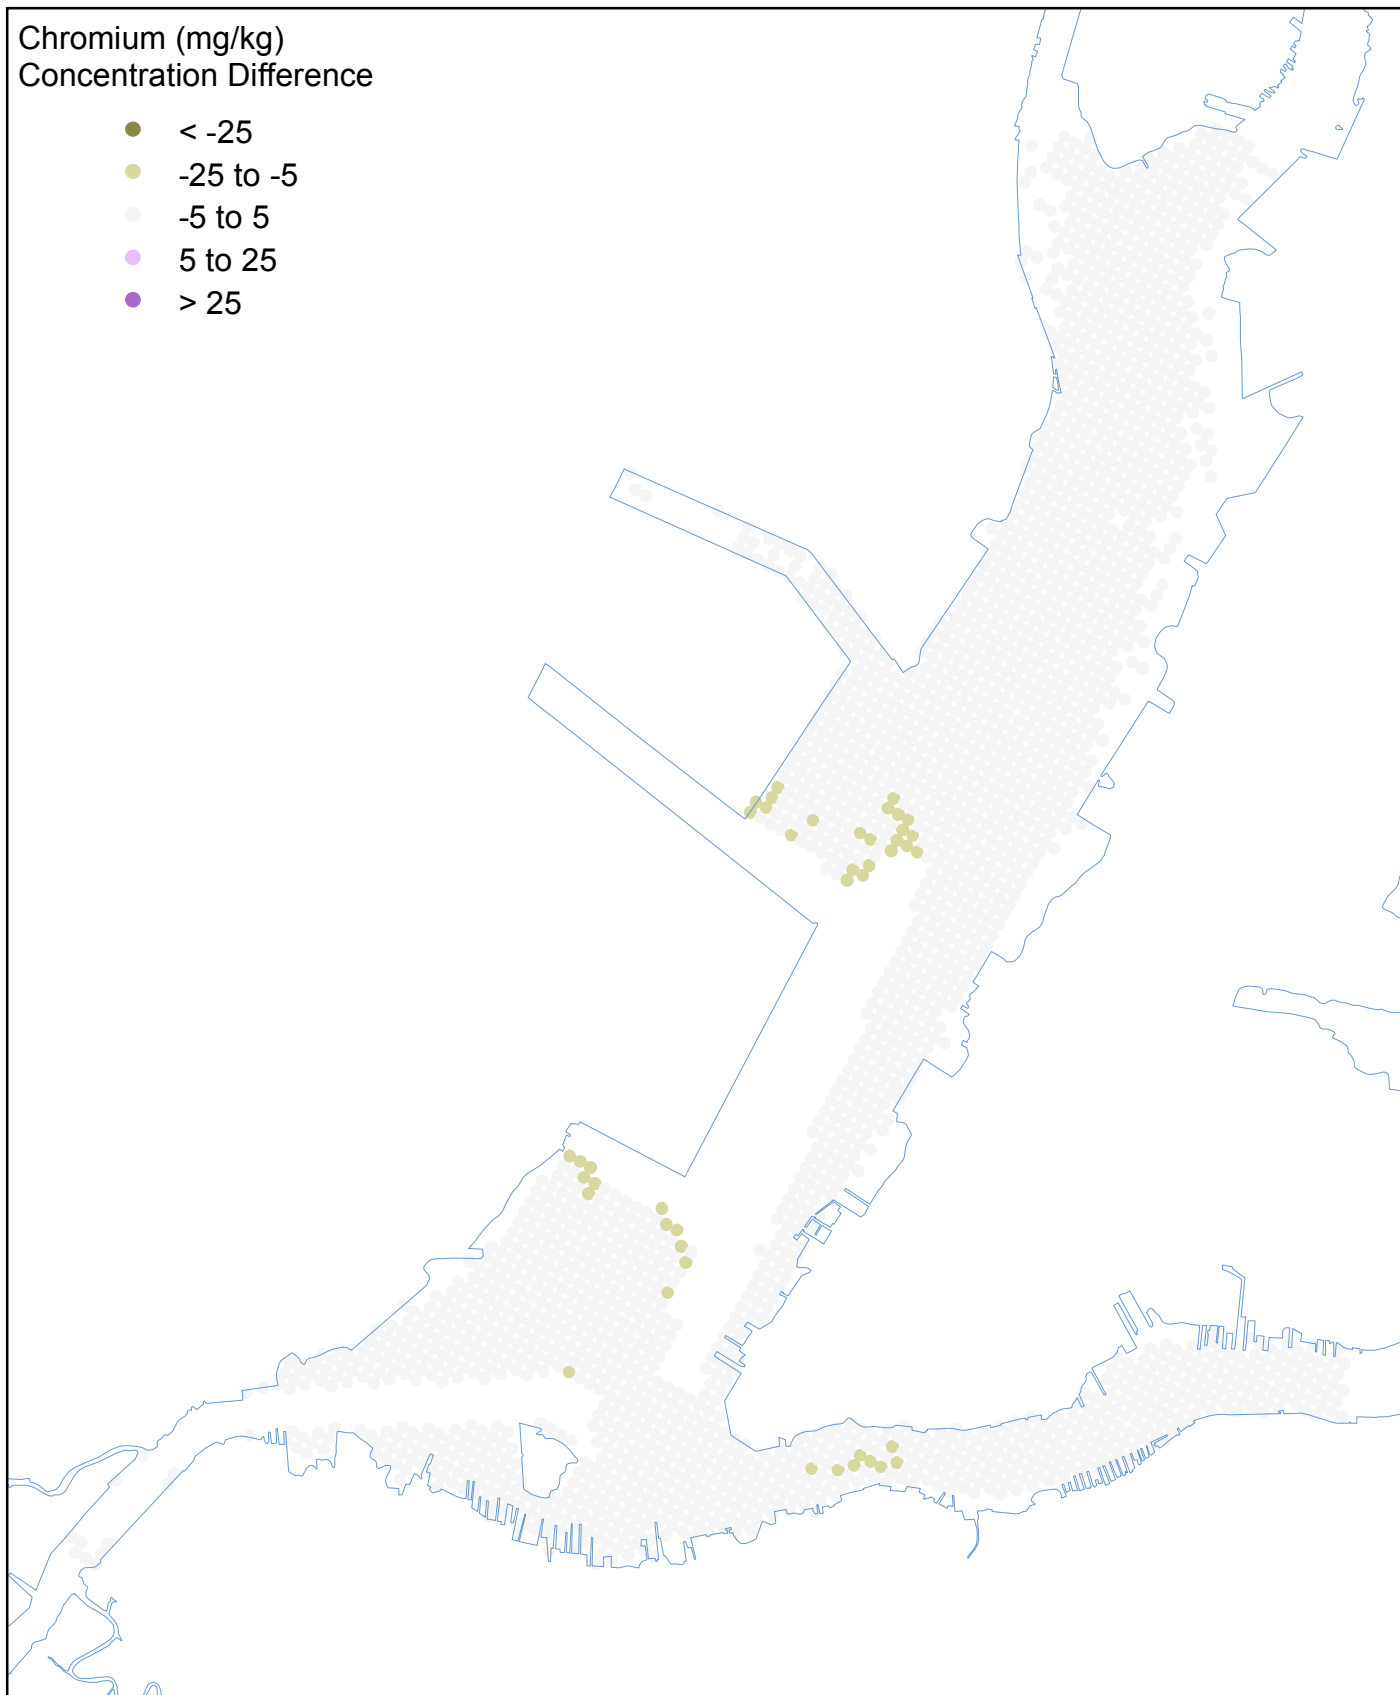 Chromium (mg/kg)
Concentration Difference
< -25
-25 to -5
-5 to 5
5 to 25
> 25